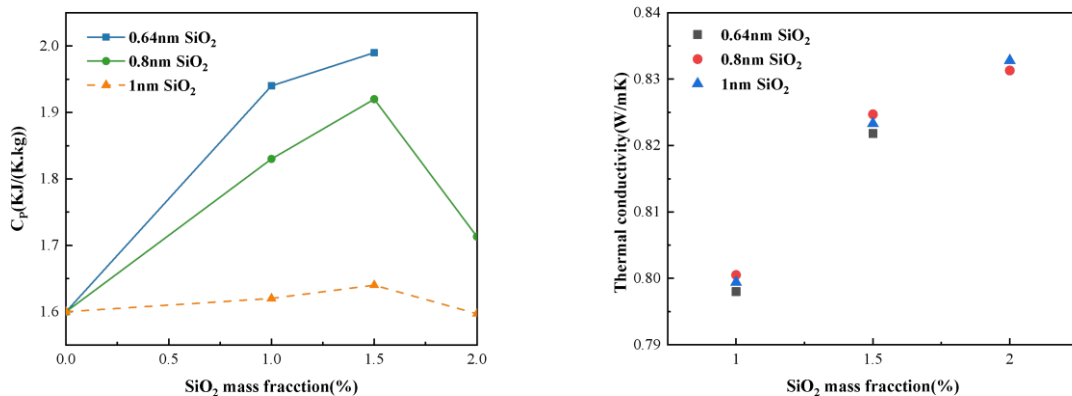 0.64nm SiO₂
0.8nm SiO₂
1nm SiO₂
2.0
1.9
1.8
1.7
1.6
C_P(KJ/(K.kg))
0.0 0.5 1.0 1.5 2.0
SiO₂ mass fracction(%)
0.64nm SiO₂
0.8nm SiO₂
1nm SiO₂
0.84
0.83
0.82
0.81
0.80
0.79
Thermal conductivity(W/mK)
1 1.5 2
SiO₂ mass fracction(%)